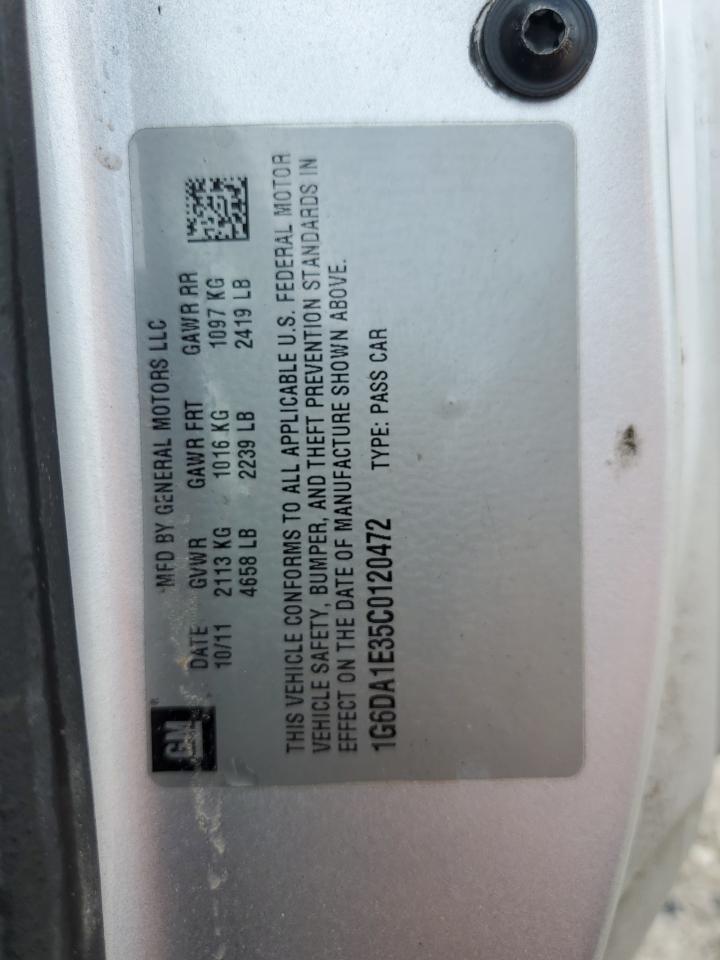 MFD BY GENERAL MOTORS LLC
DATE GVWR GAWR FRT GAWR RR
10/11 2113 KG 1016 KG 1097 KG
4658 LB 2239 LB 2419 LB
GM
THIS VEHICLE CONFORMS TO ALL APPLICABLE U.S. FEDERAL MOTOR
VEHICLE SAFETY, BUMPER, AND THEFT PREVENTION STANDARDS IN
EFFECT ON THE DATE OF MANUFACTURE SHOWN ABOVE.
1G6DA1E35C0120472 TYPE: PASS CAR